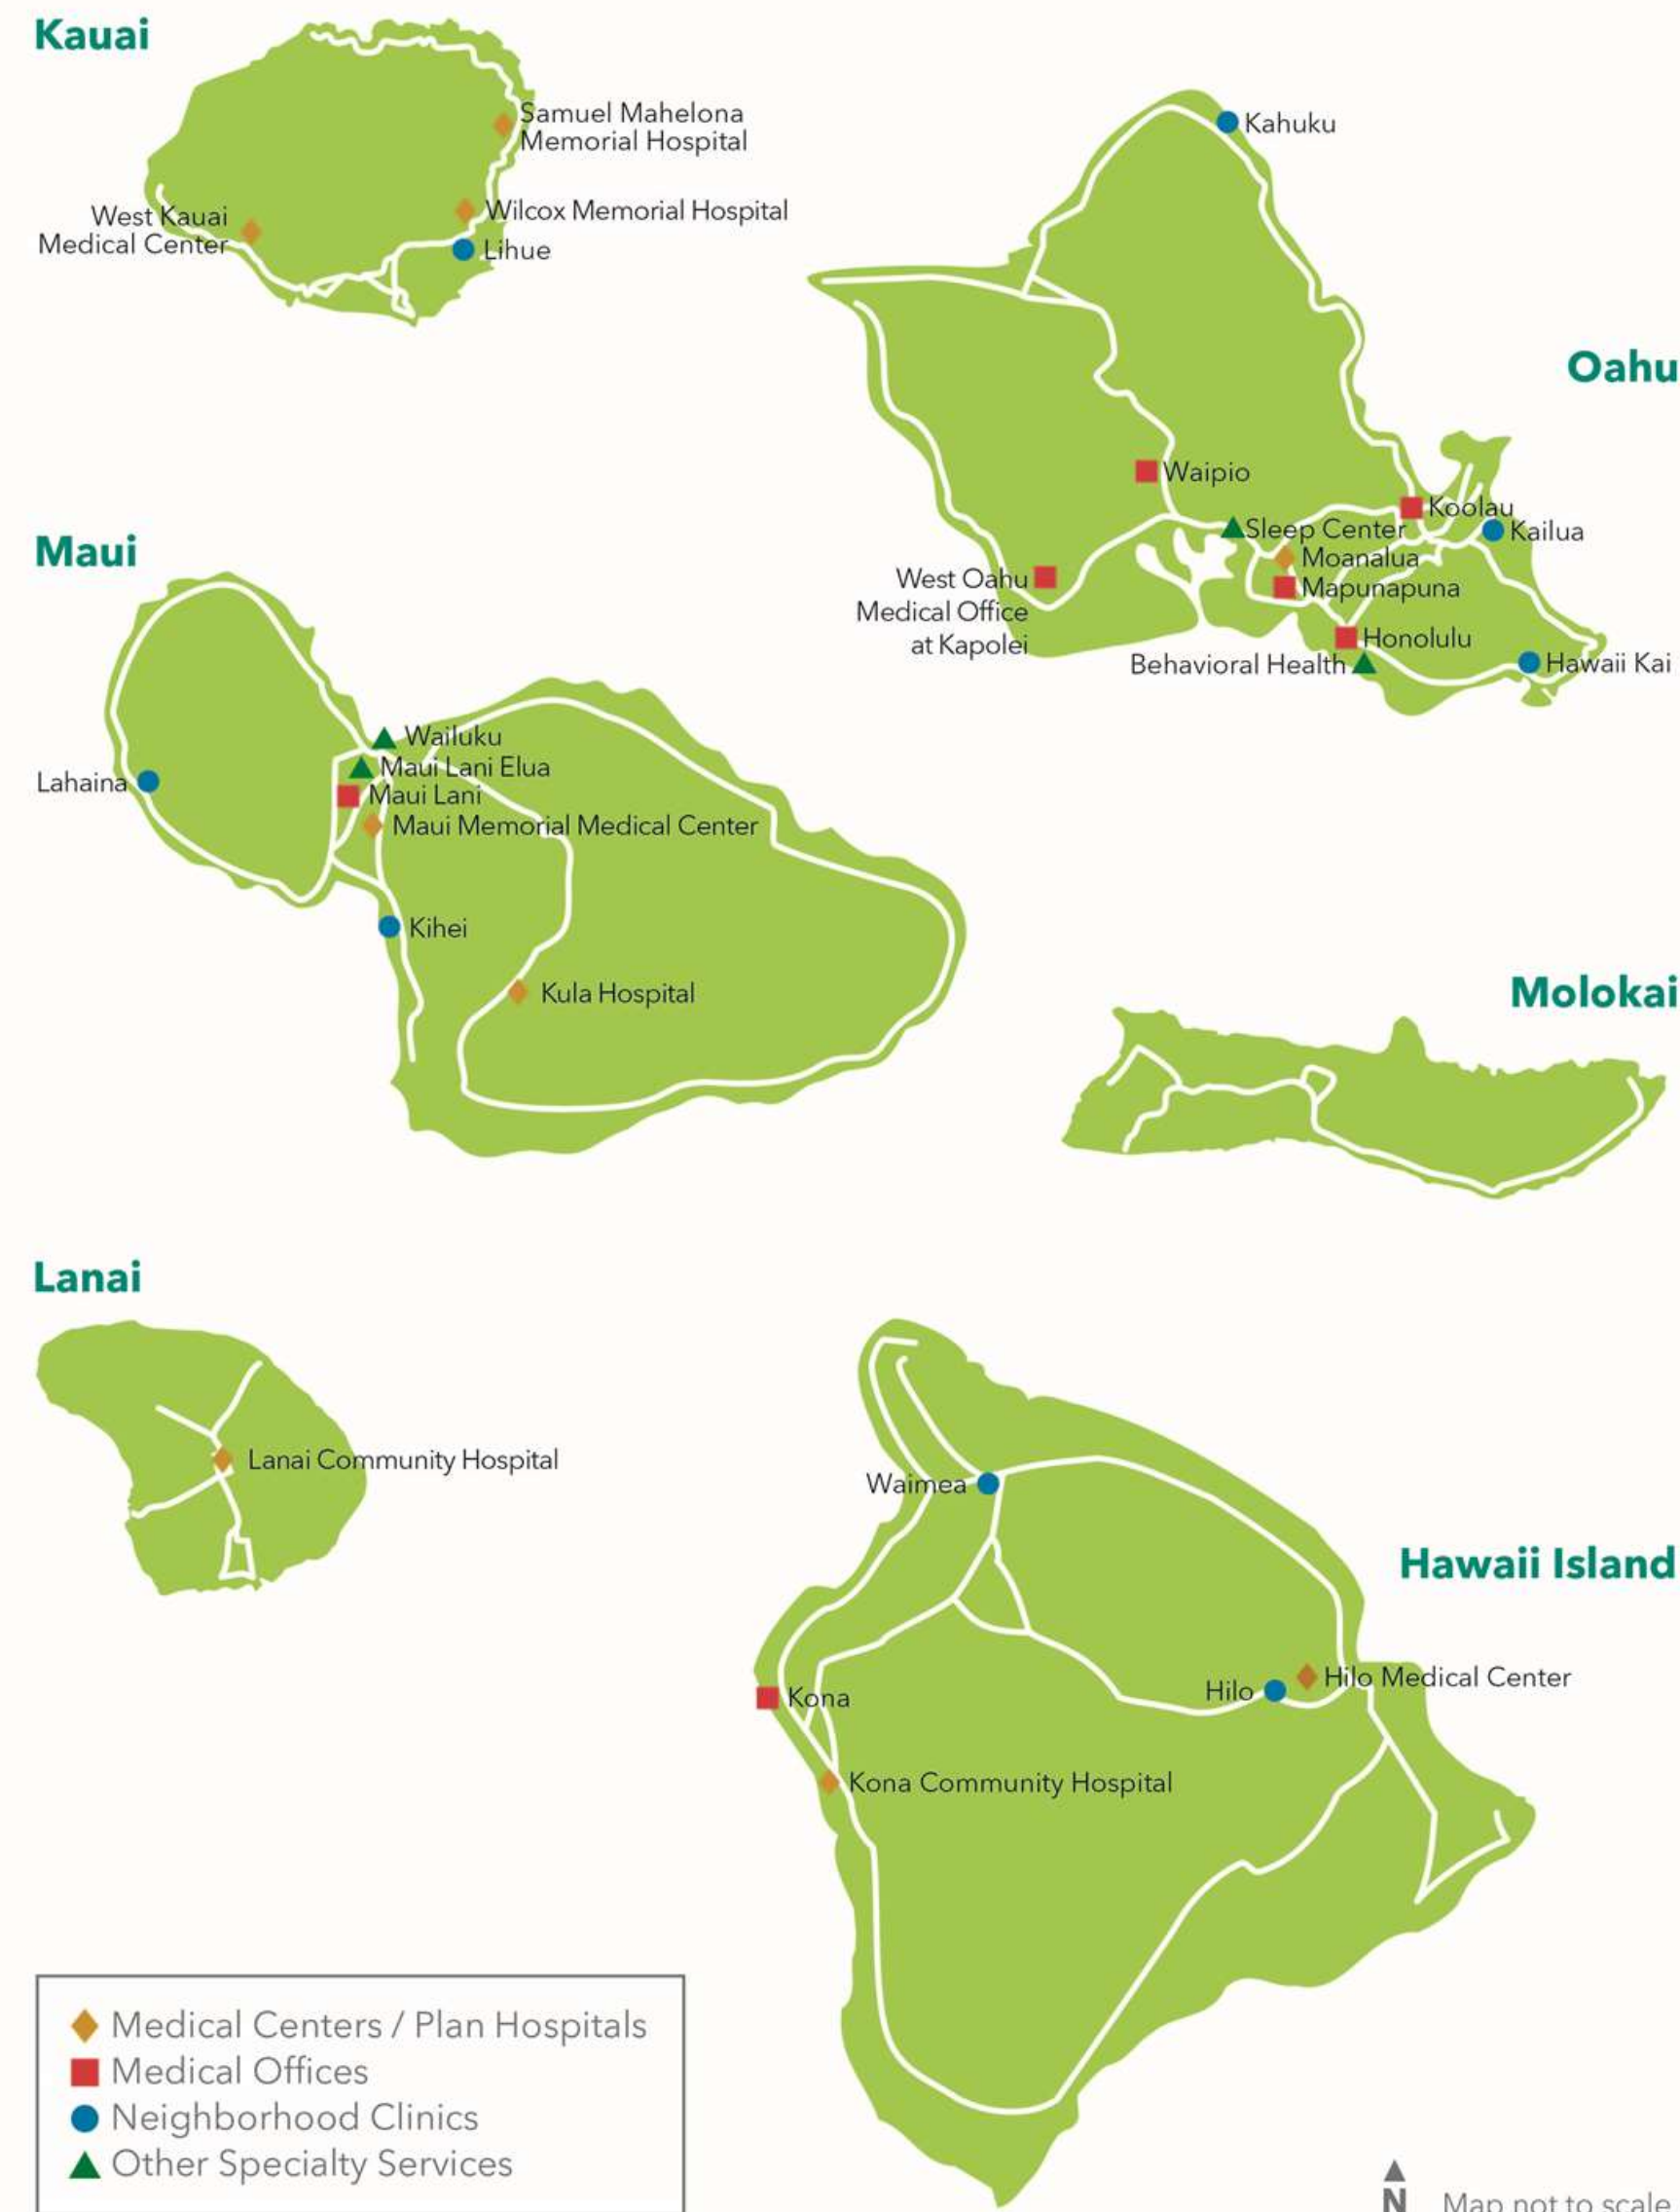 Kauai
Samuel Mahelona
Memorial Hospital
West Kauai
Medical Center
Wilcox Memorial Hospital
Lihue
Oahu
Kahuku
Waipio
Koolau
Sleep Center
Kailua
Moanalua
Mapunapuna
West Oahu
Medical Office
at Kapolei
Honolulu
Behavioral Health
Hawaii Kai
Maui
Wailuku
Maui Lani Elua
Lahaina
Maui Lani
Maui Memorial Medical Center
Kihei
Kula Hospital
Molokai
Lanai
Lanai Community Hospital
Hawaii Island
Waimea
Hilo
Hilo Medical Center
Kona
Kona Community Hospital
Medical Centers / Plan Hospitals
Medical Offices
Neighborhood Clinics
Other Specialty Services
N
Map not to scale